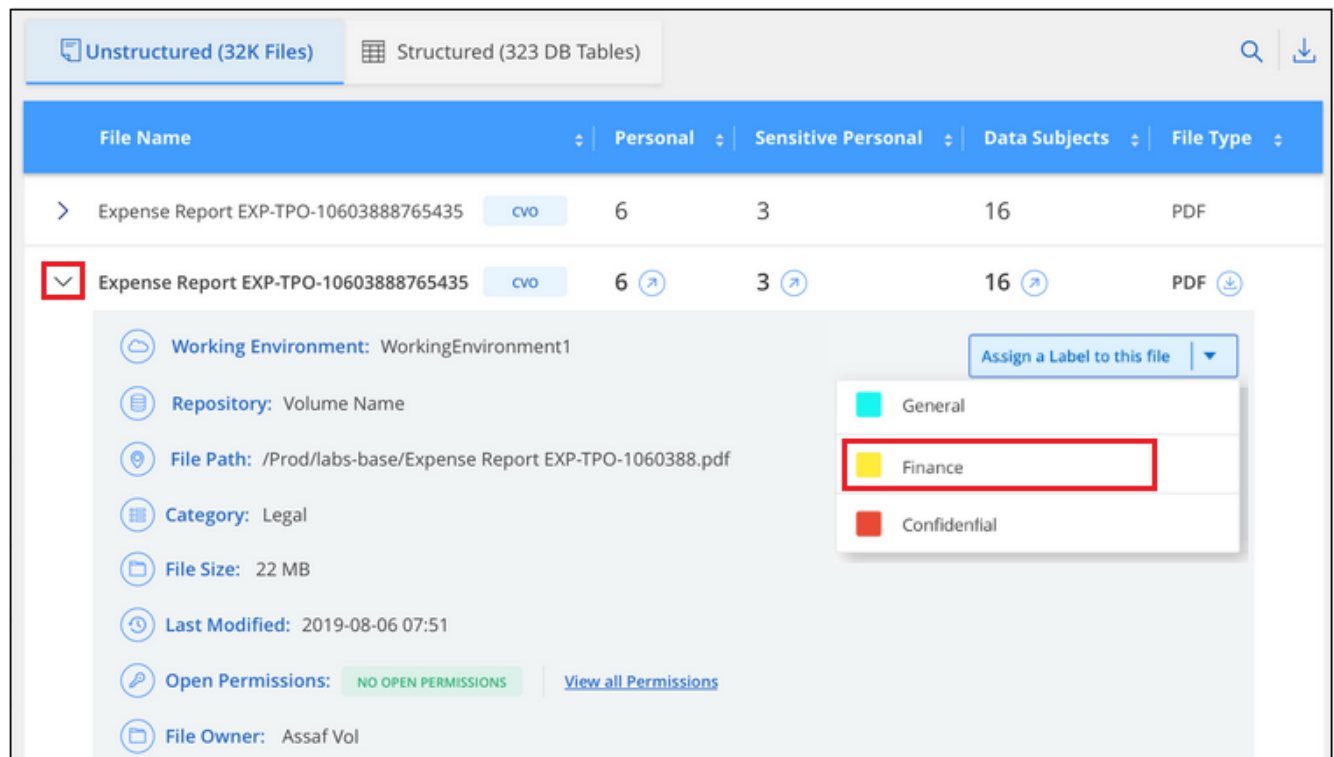 Unstructured (32K Files) Structured (323 DB Tables)
File Name Personal Sensitive Personal Data Subjects File Type
Expense Report EXP-TPO-10603888765435 CVO 6 3 16 PDF
Expense Report EXP-TPO-10603888765435 CVO 6 3 16 PDF
Working Environment: WorkingEnvironment1 Assign a Label to this file
Repository: Volume Name General
File Path: /Prod/labs-base/Expense Report EXP-TPO-1060388.pdf Finance
Category: Legal Confidential
File Size: 22 MB
Last Modified: 2019-08-06 07:51
Open Permissions: NO OPEN PERMISSIONS View all Permissions
File Owner: Assaf Vol